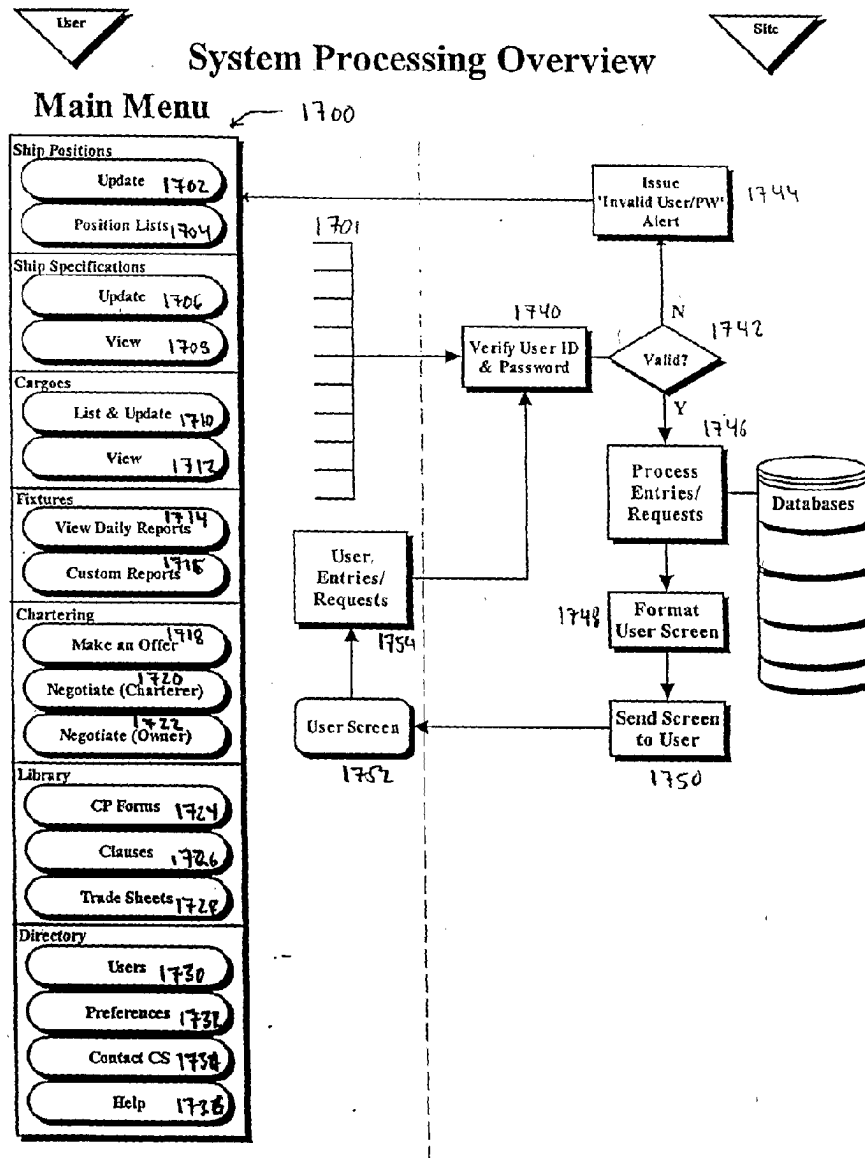 User
Site
System Processing Overview
Main Menu
1700
Ship Positions
Update 1702
Position Lists 1704
Ship Specifications
Update 1706
View 1708
Cargoes
List & Update 1710
View 1712
Fixtures
View Daily Reports 1714
Custom Reports 1716
Chartering
Make an Offer 1718
Negotiate (Charterer) 1720
Negotiate (Owner) 1722
Library
CP Forms 1724
Clauses 1726
Trade Sheets 1728
Directory
Users 1730
Preferences 1732
Contact CS
Help
1701
Issue
'Invalid User/PW'
Alert
1744
N
1740
1742
Verify User ID
& Password
Valid?
Y
1746
Process
Entries/
Requests
Databases
User
Entries/
Requests
1754
1748
Format
User Screen
User Screen
1752
Send Screen
to User
1750